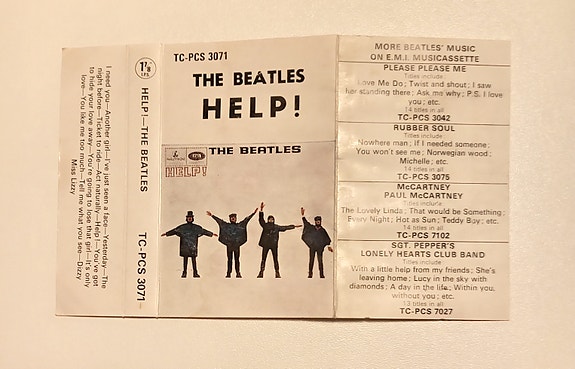 I need you—Another girl—I've just seen a face—Yesterday—The
night before—Ticket to ride—Act naturally—Help!—You've got
to hide your love away—You're going to lose that girl—It's only
love—You like me too much—Tell me what you see—Dizzy
Miss Lizzy
1⅞
I.P.S.
HELP!—THE BEATLES
TC-PCS 3071
TC-PCS 3071
THE BEATLES
HELP!
THE BEATLES
HELP!
MORE BEATLES' MUSIC
ON E.M.I. MUSICASSETTE
PLEASE PLEASE ME
Titles include
Love Me Do; Twist and shout; I saw
her standing there; Ask me why; P.S. I love
you; etc.
14 titles in all
TC-PCS 3042
RUBBER SOUL
Titles include
Nowhere man; If I needed someone;
You won't see me; Norwegian wood;
Michelle; etc.
14 titles in all
TC-PCS 3075
McCARTNEY
PAUL McCARTNEY
Titles include
The Lovely Linda; That would be Something;
Every Night; Hot as Sun; Teddy Boy; etc.
14 titles in all
TC-PCS 7102
SGT. PEPPER'S
LONELY HEARTS CLUB BAND
Titles include
With a little help from my friends; She's
leaving home; Lucy in the sky with
diamonds; A day in the life; Within you,
without you; etc.
13 titles in all
TC-PCS 7027